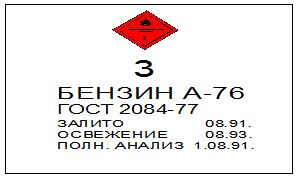 3
БЕНЗИН А-76
ГОСТ 2084-77
ЗАЛИТО 08.91.
ОСВЕЖЕНИЕ 08.93.
ПОЛН. АНАЛИЗ 1.08.91.